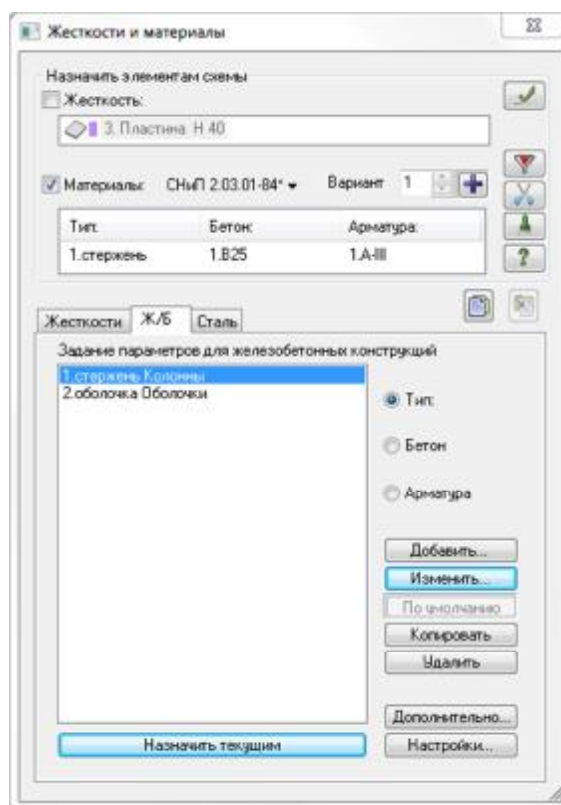 Жесткости и материалы
Назначить элементам схемы
Жесткость:
3. Пластина H 40
Материалы: СНиП 2.03.01-84* Вариант 1
Тип: Бетон: Арматура:
1.стержень 1.B25 1.A-III
Жесткости Ж/Б Сталь
Задание параметров для железобетонных конструкций
1.стержень Колонны
2.оболочка Оболочки
Тип:
Бетон
Арматура
Добавить...
Изменить...
По умолчанию
Копировать
Удалить
Дополнительно...
Назначить текущим Настройки...